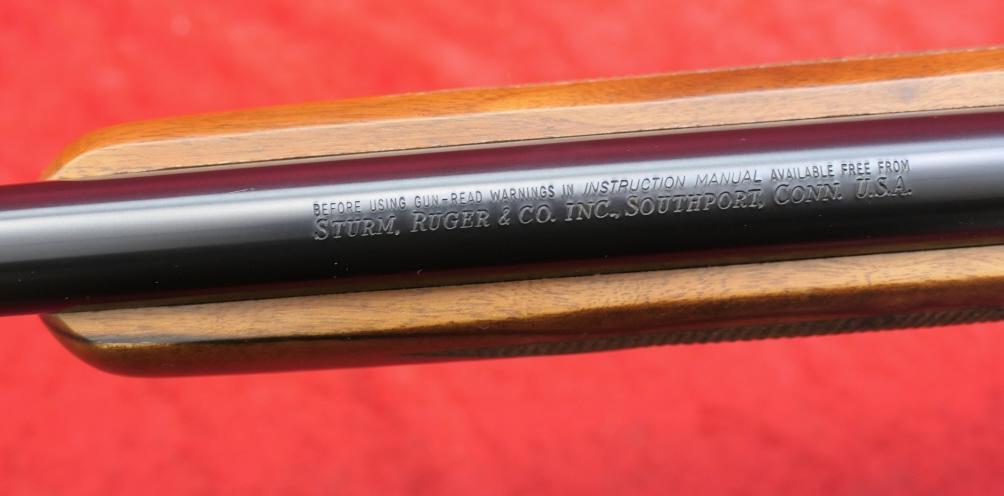 BEFORE USING GUN-READ WARNINGS IN INSTRUCTION MANUAL AVAILABLE FREE FROM
STURM, RUGER & CO. INC., SOUTHPORT, CONN. U.S.A.